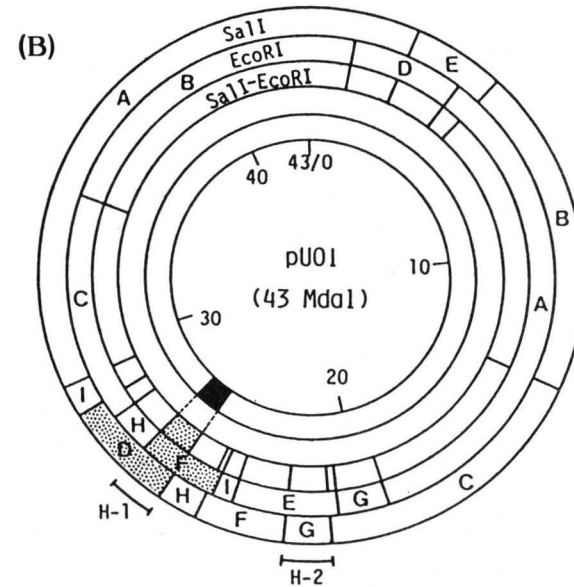 (B)
SalI
EcoRI
SalI-EcoRI
A
B
D
E
B
A
C
C
I
D
H
F
H
I
F
E
G
G
H-1
H-2
43/0
10
20
30
40
pUO1
(43 Mdal)